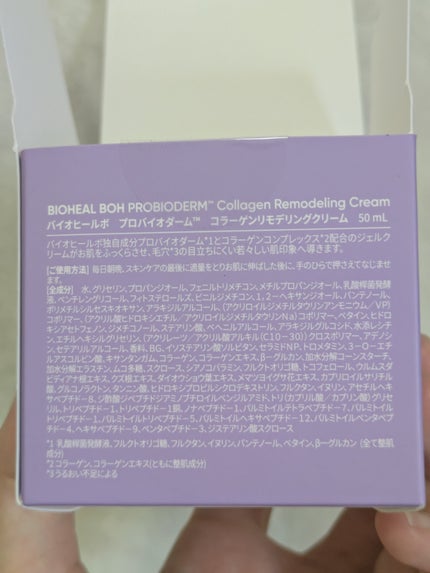 BIOHEAL BOH PROBIODERM™ Collagen Remodeling Cream
バイオヒールボ プロバイオダーム™ コラーゲンリモデリングクリーム 50 mL
バイオヒールボ独自成分プロバイオダーム*1とコラーゲンコンプレックス*2配合のジェルク
リームがお肌をふっくらさせ、毛穴*3の目立ちにくい若々しい肌印象へ導きます。
[ご使用方法] 毎日朝晩、スキンケアの最後に適量をとりお肌に伸ばした後に、手のひらで押さえてなじませ
ます。
[全成分] 水、グリセリン、プロパンジオール、フェニルトリメチコン、メチルプロパンジオール、乳酸桿菌発酵
液、ペンチレングリコール、フィトステロールズ、ビニルジメチコン、1,2－ヘキサンジオール、パンテノール、
ポリメチルシルセスキオキサン、アラキジルアルコール、(アクリロイルジメチルタウリンアンモニウム／VP)
コポリマー、(アクリル酸ヒドロキシエチル／アクリロイルジメチルタウリンNa)コポリマー、ベタイン、ヒドロ
キシアセトフェノン、ジメチコノール、ステアリン酸、ベヘニルアルコール、アラキジルグルコシド、水添レシチ
ン、エチルヘキシルグリセリン、(アクリレーツ／アクリル酸アルキル(C10－30))クロスポリマー、アデノシ
ン、セテアリルアルコール、香料、BG、イソステアリン酸ソルビタン、セラミドNP、トロメタミン、3－O－エチ
ルアスコルビン酸、キサンタンガム、コラーゲン、コラーゲンエキス、β－グルカン、加水分解コーンスターチ、
加水分解エラスチン、ムコ多糖、スクロース、シアノコバラミン、フルクトオリゴ糖、トコフェロール、ウルムスダ
ビディアナ根エキス、クズ根エキス、ダイオウショウ葉エキス、メマツヨイグサ花エキス、カプリロイルサリチル
酸、グルコノラクトン、タンニン酸、ヒドロキシプロピルシクロデキストリン、フルクタン、イヌリン、アセチルヘキ
サペプチド－8、ジ酢酸ジペプチドジアミノブチロイルベンジルアミド、トリ(カプリル酸／カプリン酸)グリセ
リル、トリペプチド－1、トリペプチド－1銅、ノナペプチド－1、パルミトイルテトラペプチド－7、パルミトイル
トリペプチド－1、パルミトイルトリペプチド－5、パルミトイルヘキサペプチド－12、パルミトイルペンタペプ
チド－4、ヘキサペプチド－9、ペンタペプチド－3、ジステアリン酸スクロース
*1 乳酸桿菌発酵液、フルクトオリゴ糖、フルクタン、イヌリン、パンテノール、ベタイン、β－グルカン (全て整肌
成分)
*2 コラーゲン、コラーゲンエキス(ともに整肌成分)
*3 うるおい不足による